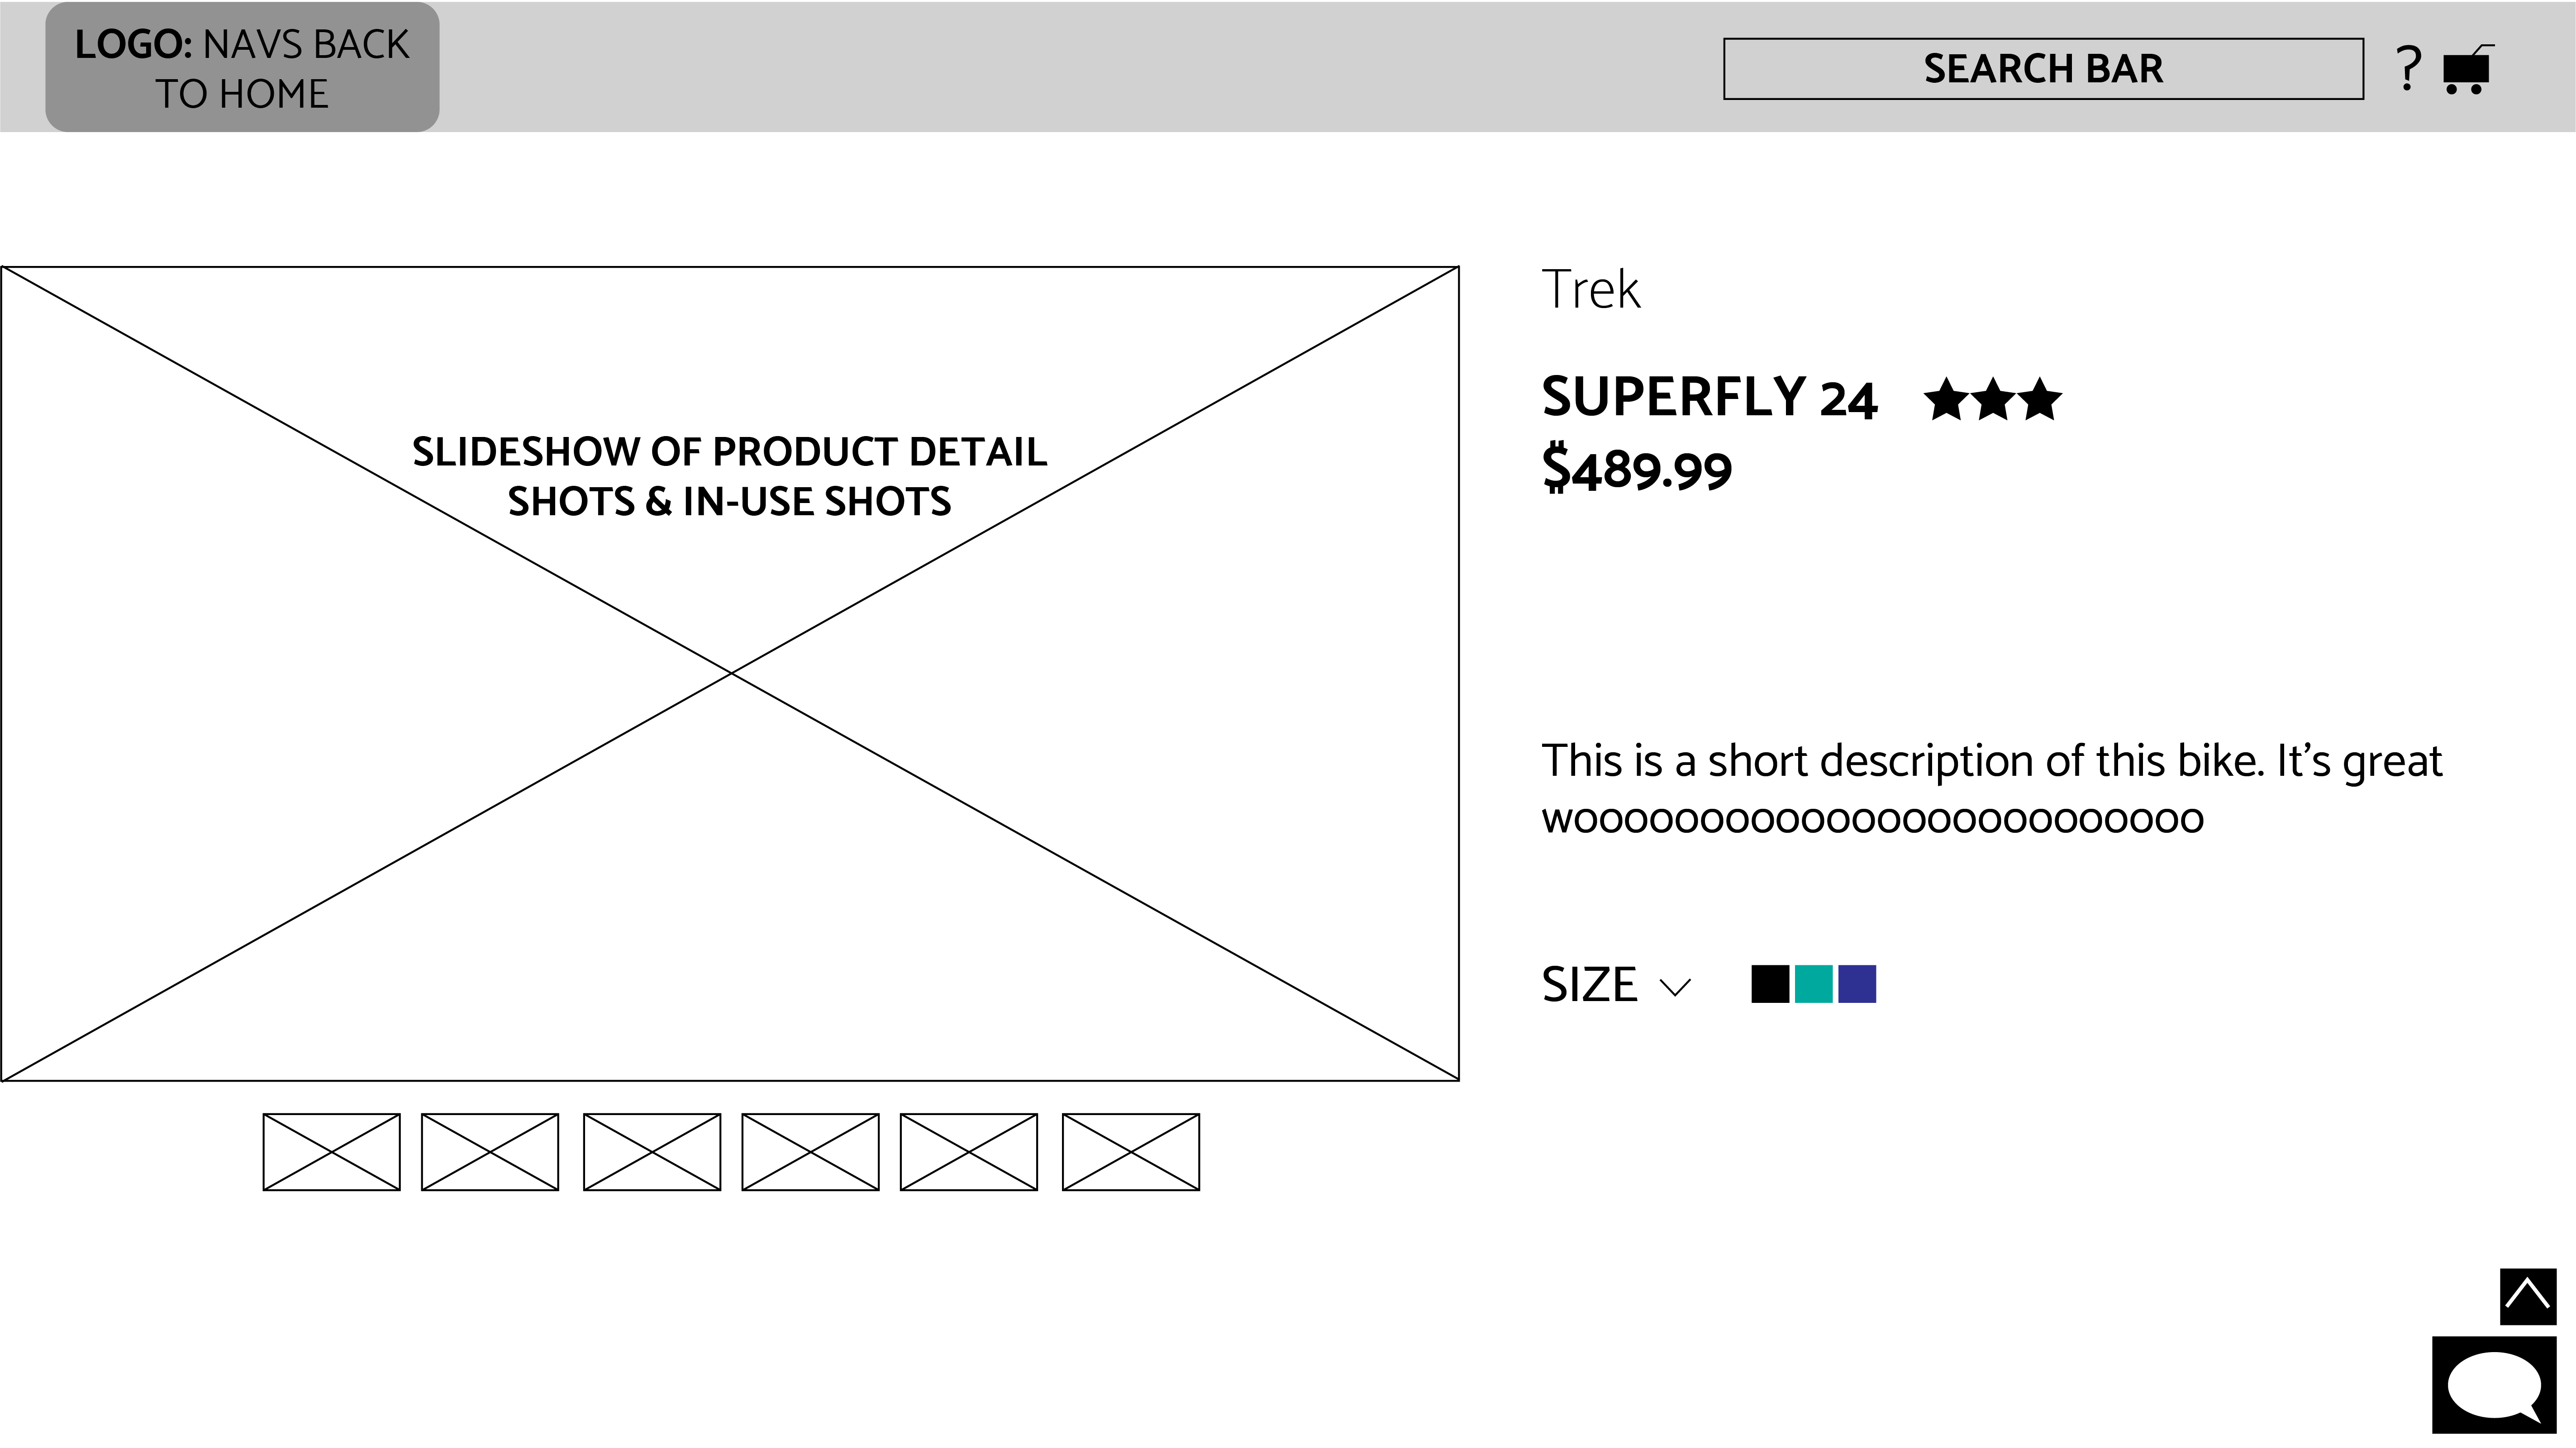 LOGO: NAVS BACK
TO HOME
SEARCH BAR
?
SLIDESHOW OF PRODUCT DETAIL
SHOTS & IN-USE SHOTS
Trek
SUPERFLY 24
$489.99
This is a short description of this bike. It’s great
wooooooooooooooooooooooooo
SIZE